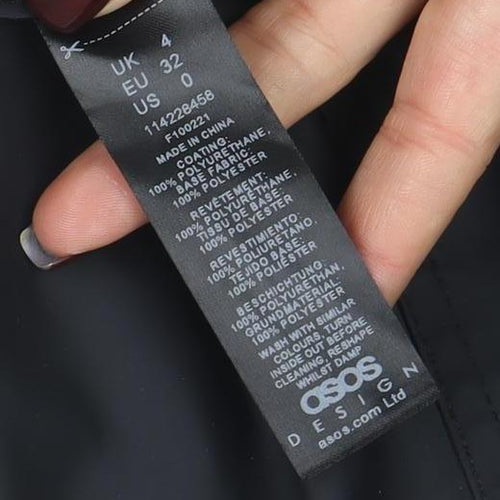 UK 4
EU 32
US 0
114228458
F100221
MADE IN CHINA
COATING:
100% POLYURETHANE.
BASE FABRIC:
100% POLYESTER
REVÊTEMENT:
100% POLYURÉTHANE.
TISSU DE BASE:
100% POLYESTER
REVESTIMIENTO:
100% POLIURETANO.
TEJIDO BASE:
100% POLIÉSTER
BESCHICHTUNG:
100% POLYURETHAN.
GRUNDMATERIAL:
100% POLYESTER
WASH WITH SIMILAR
COLOURS, TURN
INSIDE OUT BEFORE
CLEANING, RESHAPE
WHILST DAMP
asos
DESIGN
asos.com Ltd